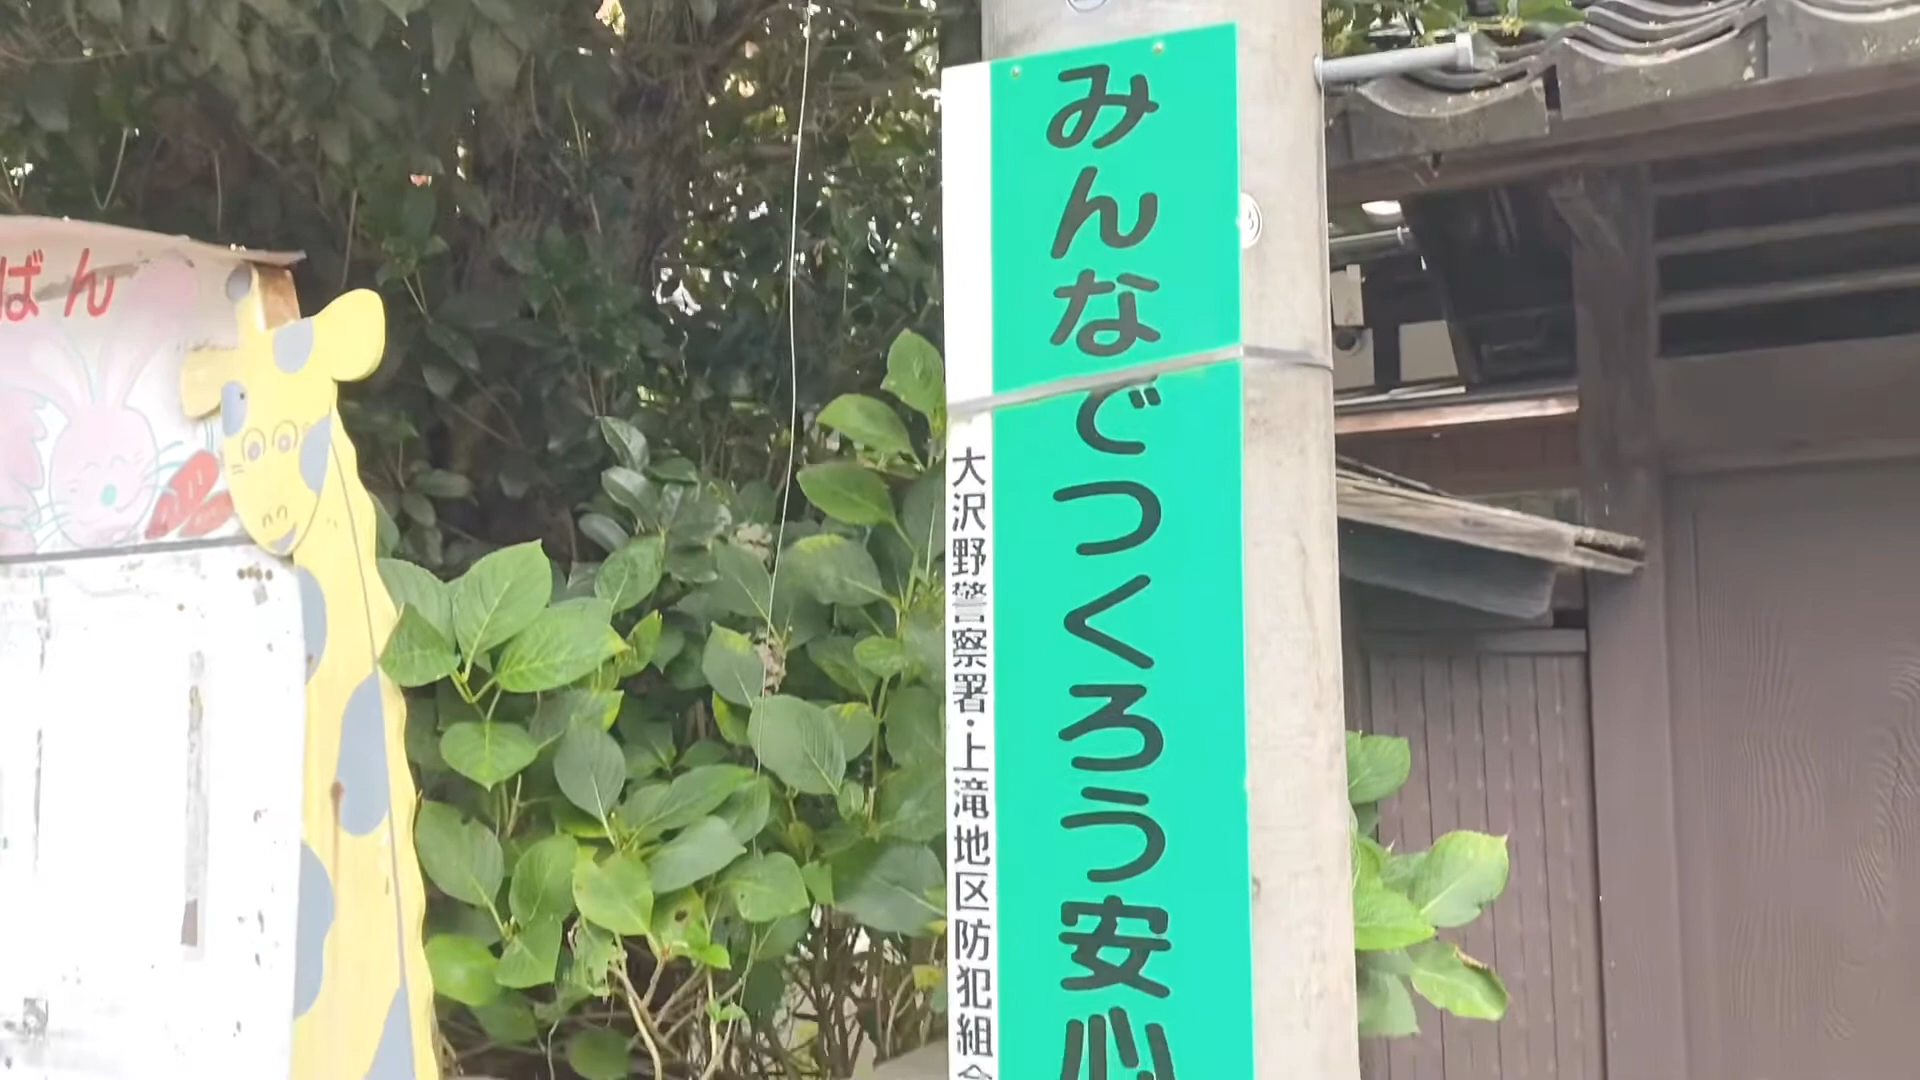 みんなでつくろう安心
大沢野警察署・上滝地区防犯組合
ばん